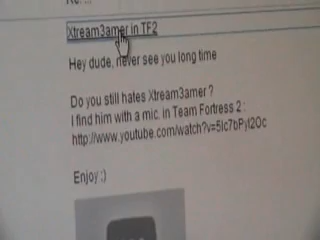 Xtream3amer in TF2
Hey dude, never see you long time
Do you still hates Xtream3amer ?
I find him with a mic. in Team Fortress 2 :
http://www.youtube.com/watch?v=5Ic7bPyI2Oc
Enjoy :)